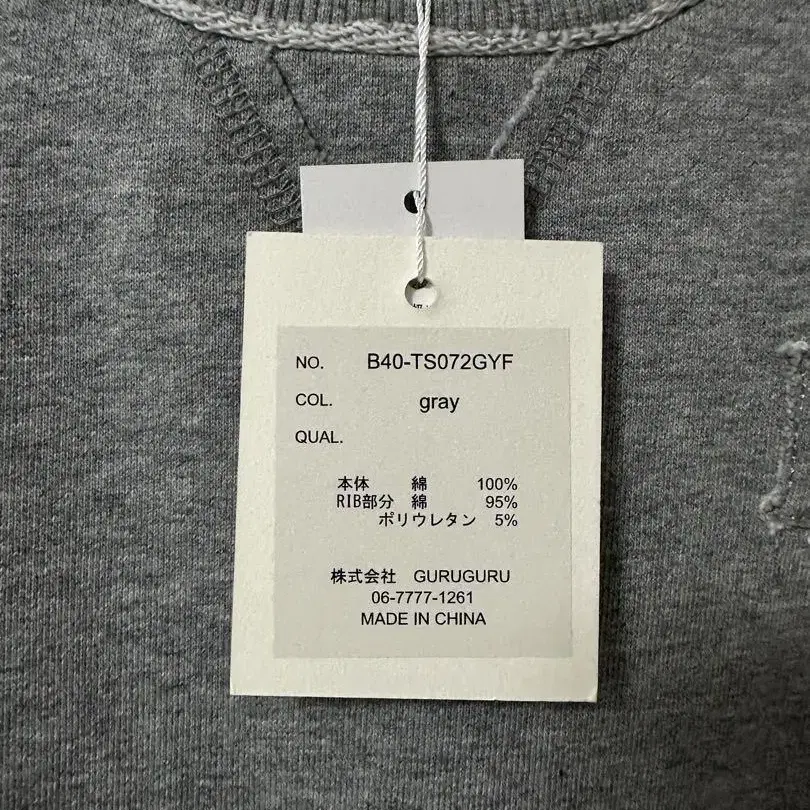 NO. B40-TS072GYF
COL. gray
QUAL.
本体 綿 100%
RIB部分 綿 95%
ポリウレタン 5%
株式会社 GURUGURU
06-7777-1261
MADE IN CHINA